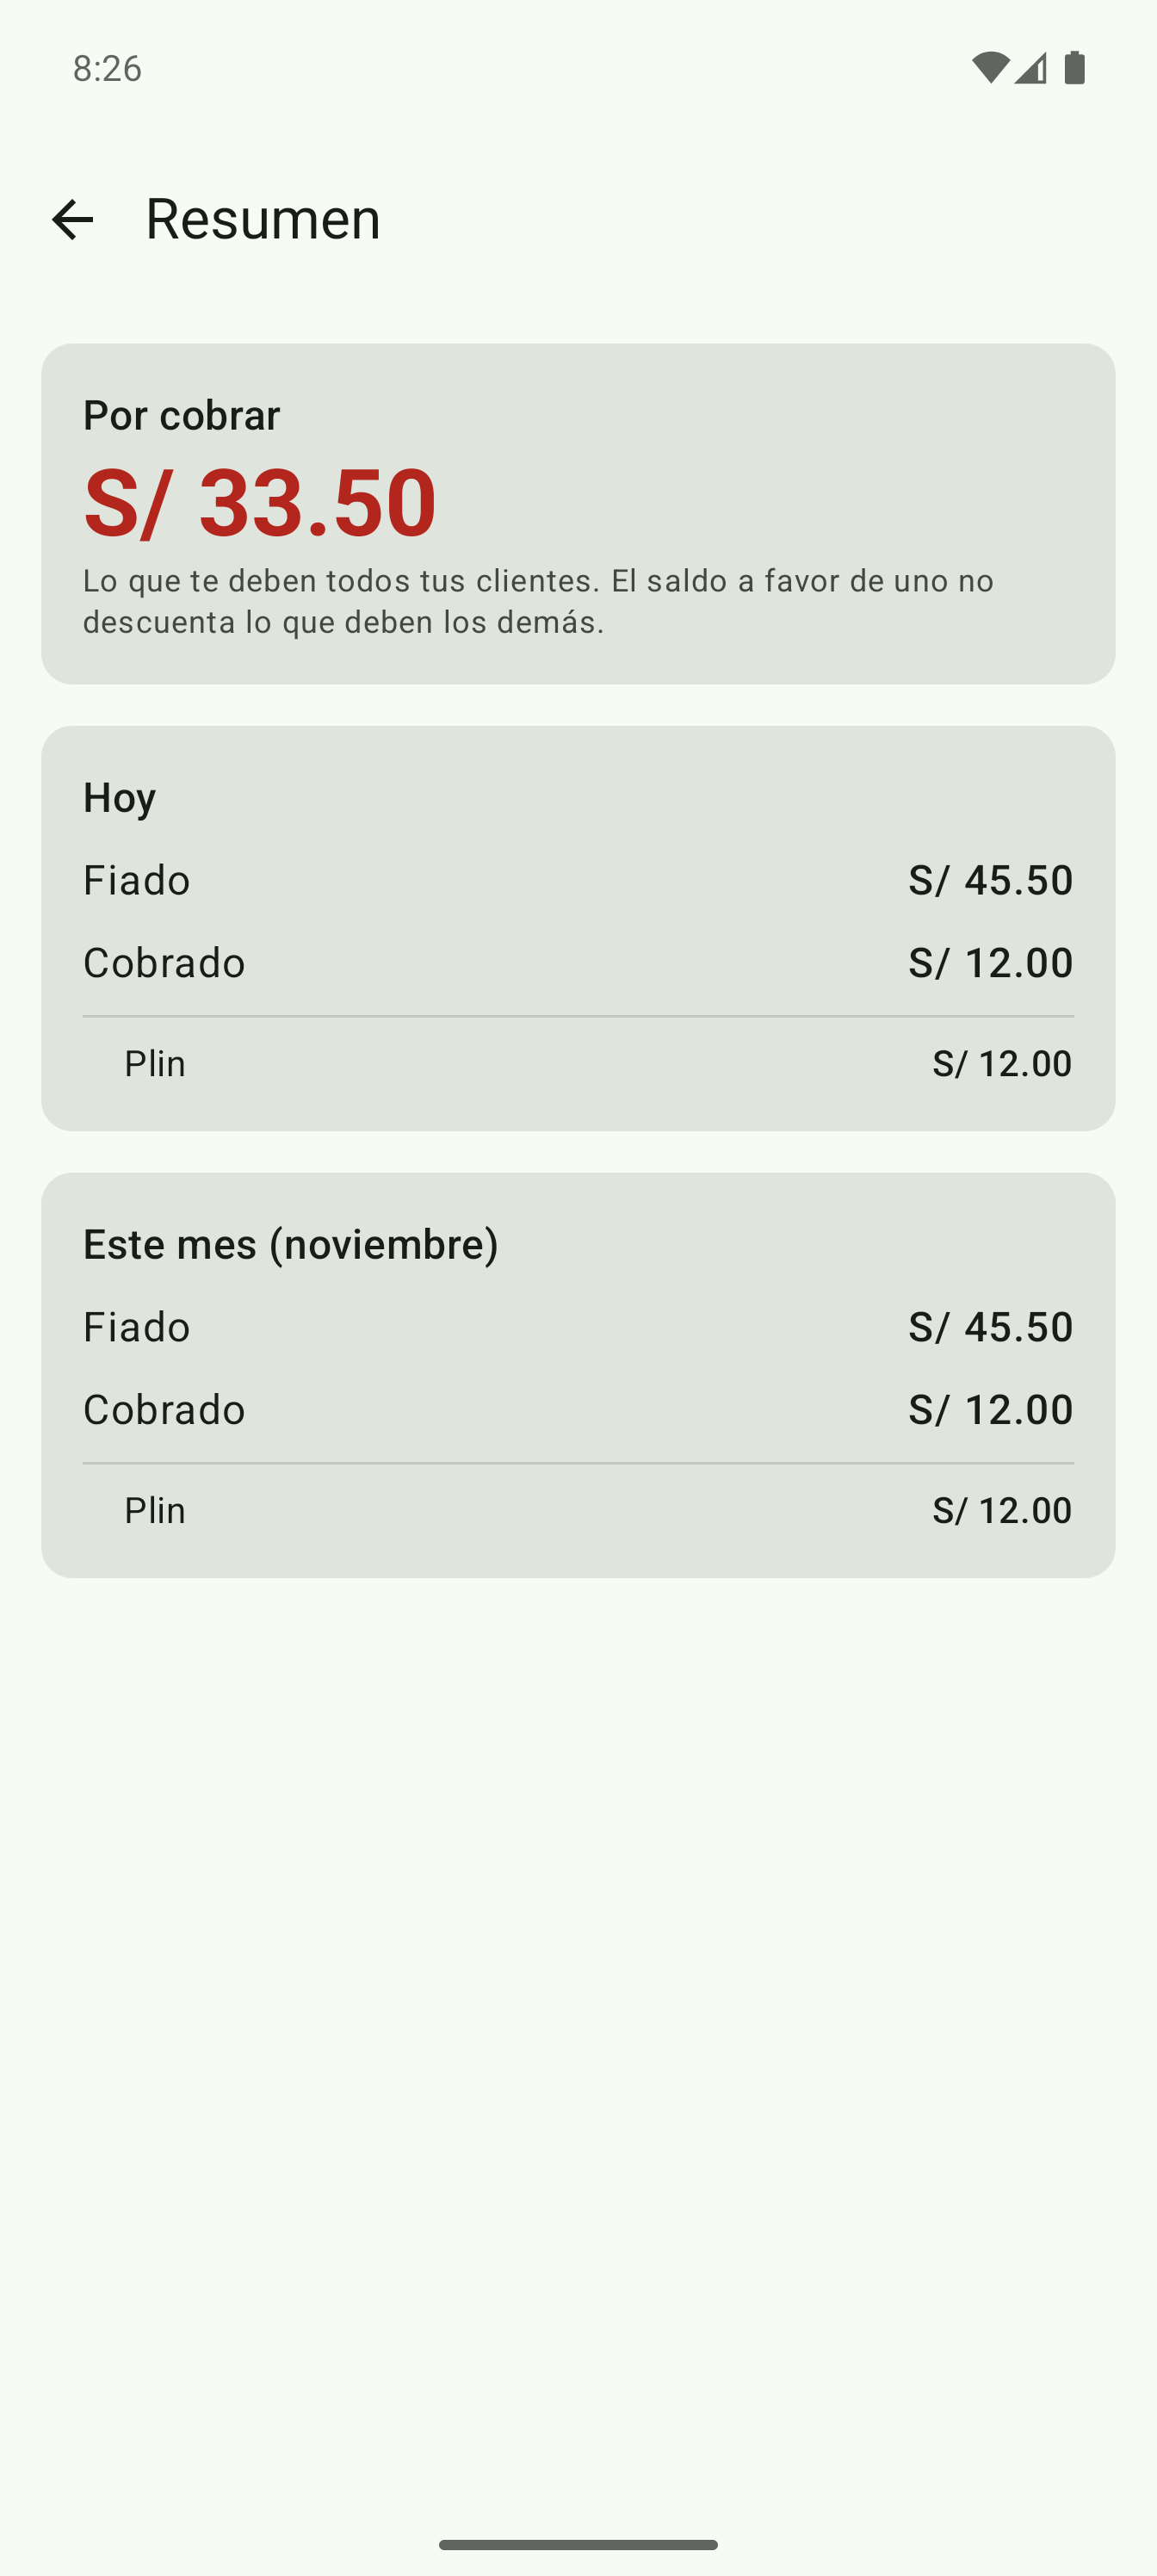 8:26
Resumen
Por cobrar
S/ 33.50
Lo que te deben todos tus clientes. El saldo a favor de uno no
descuenta lo que deben los demás.
Hoy
Fiado S/ 45.50
Cobrado S/ 12.00
Plin S/ 12.00
Este mes (noviembre)
Fiado S/ 45.50
Cobrado S/ 12.00
Plin S/ 12.00